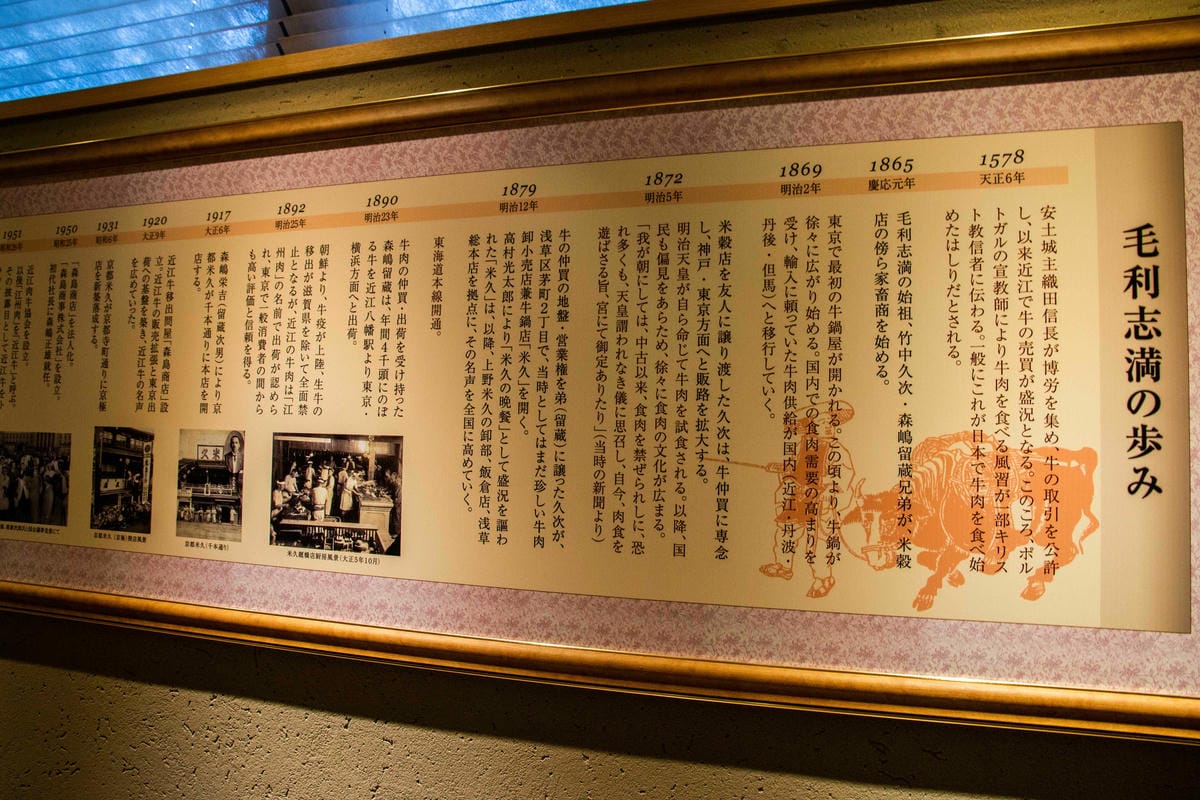 毛利志満の歩み
1578
天正6年
安土城主織田信長が博労を集め、牛の取引を公許
し、以来近江で牛の売買が盛況となる。このころ、ポル
トガルの宣教師により牛肉を食べる風習が一部キリス
ト教信者に伝わる。一般にこれが日本で牛肉を食べ始
めたはしりだとされる。
1865
慶応元年
毛利志満の始祖、竹中久次・森嶋留蔵兄弟が、米穀
店の傍ら家畜商を始める。
1869
明治2年
東京で最初の牛鍋屋が開かれる。この頃より、牛鍋が
徐々に広がり始める。国内での食肉需要の高まりを
受け、輸入に頼っていた牛肉供給が国内（近江・丹波・
丹後・但馬）へと移行していく。
1872
明治5年
米穀店を友人に譲り渡した久次は、牛仲買に専念
し、神戸・東京方面へと販路を拡大する。
明治天皇が自ら命じて牛肉を試食される。以降、国
民も偏見をあらため、徐々に食肉の文化が広まる。
「我が朝にしては、中古以来、食肉を禁ぜられしに、恐
れ多くも、天皇謂われなき儀に思召し、自今、肉食を
遊ばさる旨、宮にて御定ありたり」（当時の新聞より）
1879
明治12年
牛の仲買の地盤・営業権を弟（留蔵）に譲った久次が、
浅草区茅町2丁目で、当時としてはまだ珍しい牛肉
卸小売店兼牛鍋店「米久」を開く。
高村光太郎により「米久の晩餐」として盛況を謳わ
れた「米久」は、以降、上野米久の卸部、飯倉店、浅草
総本店を拠点に、その名声を全国に高めていく。
東海道本線開通。
1890
明治23年
牛肉の仲買・出荷を受け持った
森嶋留蔵は、年間4千頭にのぼ
る牛を近江八幡駅より東京・
横浜方面へと出荷。
1892
明治25年
朝鮮より、牛疫が上陸、生牛の
移出が滋賀県を除いて全面禁
止となるが、近江の牛肉は「江
州肉」の名前で出荷が認めら
れ、東京で一般消費者の間から
も高い評価と信頼を得る。
1917
大正6年
森嶋栄吉（留蔵次男）により京
都米久が千本通りに本店を開
店する。
1920
大正9年
近江牛移出問屋「森島商店」設
立。近江牛の販売拡張と東京出
荷への基盤を築き、近江牛の名声
を広めていった。
1931
昭和6年
京都米久が京都寺町通りに京極
店を新築落成する。
1950
昭和25年
「森島商店」を法人化。
「森島商事株式会社」を設立。
初代社長に森嶋正雄就任。
1951
昭和26年
近江肉牛協会を設立。
以後「江州肉」を「近江牛」と呼ぶ。
米久
米久蔵橋店厨房風景（大正5年10月）
京都米久（千本通り）
京都米久（京極）開店風景